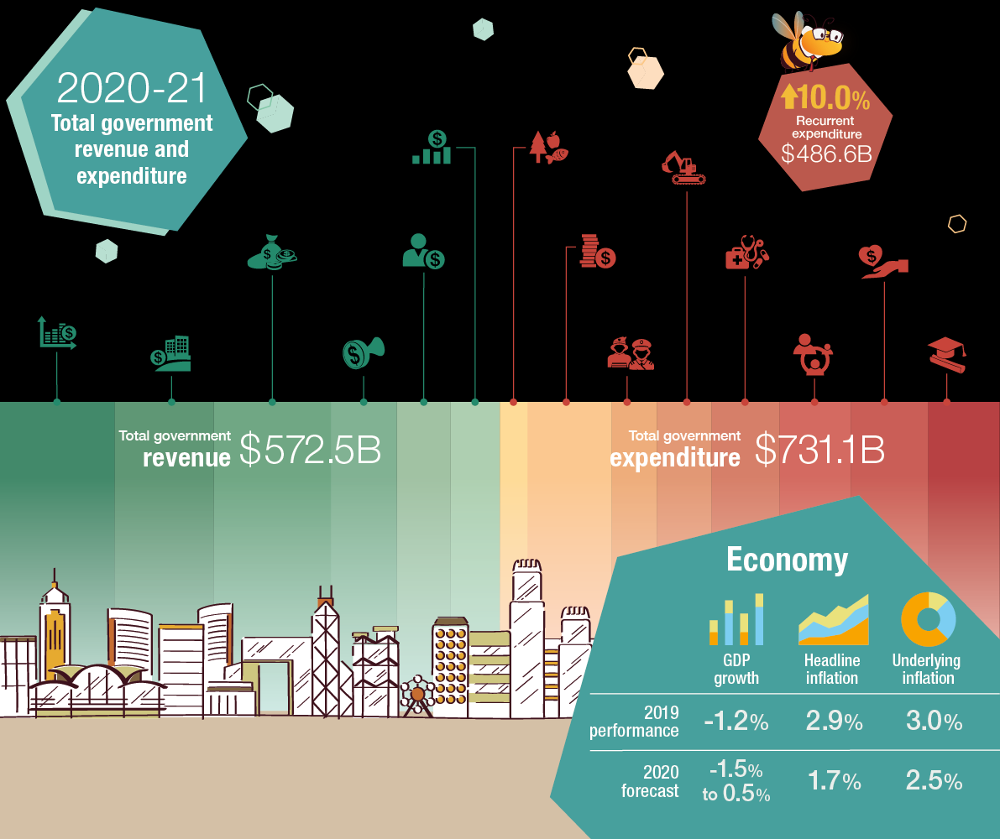 2020-21
Total government
revenue and
expenditure
10.0%
Recurrent
expenditure
$486.6B
Total government
revenue
$572.5B
Total government
expenditure
$731.1B
Economy
GDP
growth
Headline
inflation
Underlying
inflation
2019
performance
-1.2%
2.9%
3.0%
2020
forecast
-1.5%
to 0.5%
1.7%
2.5%